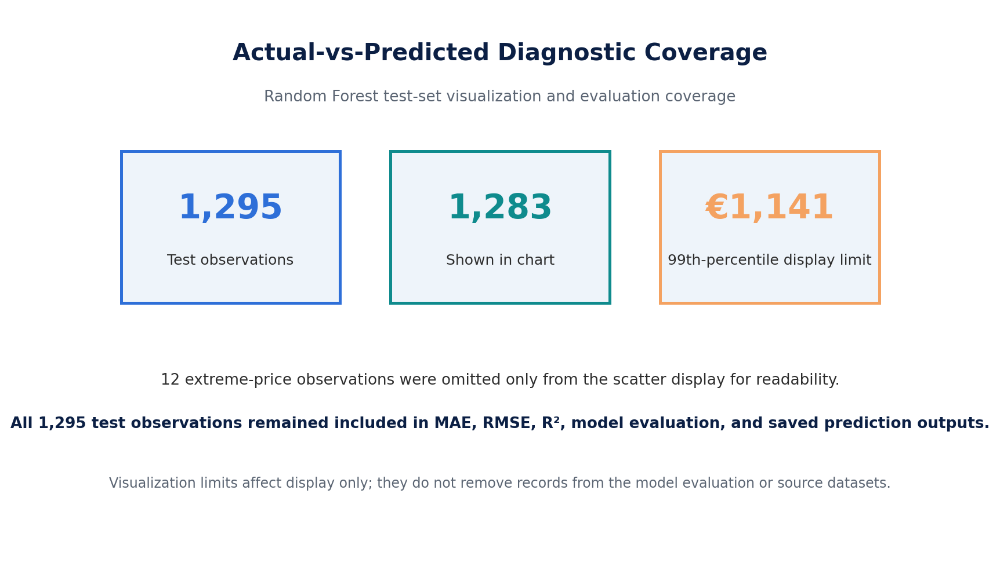 Actual-vs-Predicted Diagnostic Coverage
Random Forest test-set visualization and evaluation coverage
1,295
Test observations
1,283
Shown in chart
€1,141
99th-percentile display limit
12 extreme-price observations were omitted only from the scatter display for readability.
All 1,295 test observations remained included in MAE, RMSE, R², model evaluation, and saved prediction outputs.
Visualization limits affect display only; they do not remove records from the model evaluation or source datasets.